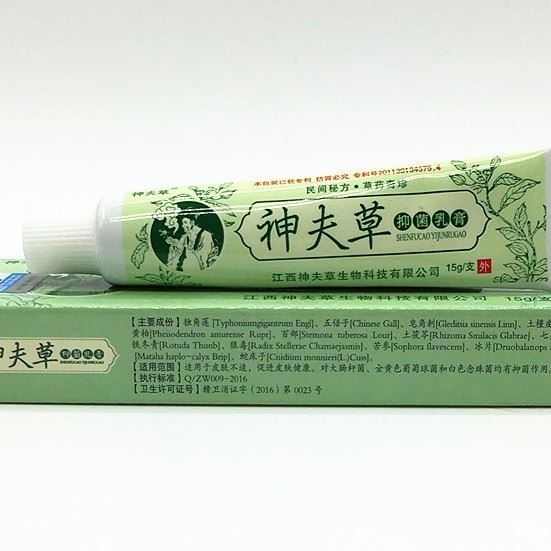 神夫草
本包装已获专利 仿冒必究 专利号201130134375.4
民间秘方·草药奇珍
神夫草
抑菌乳膏
SHENFUCAO YIJUNRUGAO
江西神夫草生物科技有限公司 15g/支 外
江西神夫草生物科技有限公司 15g/支
神夫草
抑菌乳膏
SHENFUCAO YIJUNRUGAO
【主要成份】独角莲[Typhoniumgiganteum Engl]、五倍子[Chinese Gall]、皂角刺[Gleditsia sinensis Linn]、土槿皮
黄柏[Pheliodendron amurense Rupr]、百部[Stemona tuberosa .Lour]、土茯苓[Rhizoma Smilacis Glabrae]、七
铁冬青[Rotuda Thumb]、狼毒[Radix Stellerae Chamaejasmis]、苦参[Sophora flavescens]、冰片[Druobalanops
[Mataha haplo-calyx Brip]、蛇床子[Cnidium monnieri(L)Cuss]。
【适用范围】适用于皮肤不适，促进皮肤健康。对大肠杆菌、金黄色葡萄球菌和白色念珠菌均有抑菌作用。
【执行标准】Q/ZW009-2016
【卫生许可证号】赣卫消证字（2016）第 0023 号